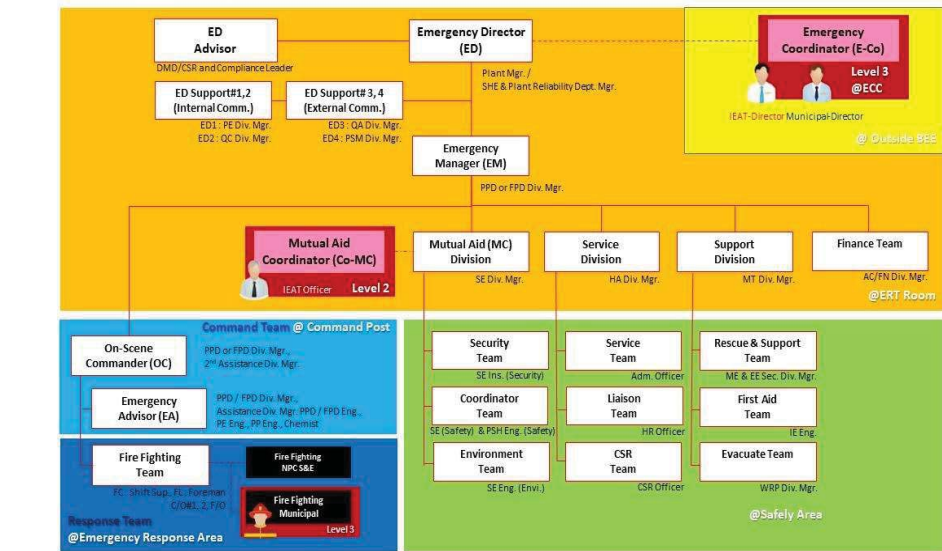 ED
Advisor
DMD/CSR and Compliance Leader
Emergency Director
(ED)
Plant Mgr. /
SHE & Plant Reliability Dept. Mgr.
Emergency
Coordinator (E-Co)
Level 3
@ECC
IEAT-Director Municipal-Director
@ Outside BEE
ED Support#1,2
(Internal Comm.)
ED1 : PE Div. Mgr.
ED2 : QC Div. Mgr.
ED Support# 3, 4
(External Comm.)
ED3 : QA Div. Mgr.
ED4 : PSM Div. Mgr.
Emergency
Manager (EM)
PPD or FPD Div. Mgr.
Mutual Aid
Coordinator (Co-MC)
IEAT Officer
Level 2
Mutual Aid (MC)
Division
SE Div. Mgr.
Service
Division
HA Div. Mgr.
Support
Division
MT Div. Mgr.
Finance Team
AC/FN Div. Mgr.
@ERT Room
Command Team @ Command Post
On-Scene
Commander (OC)
PPD or FPD Div. Mgr.,
2nd Assistance Div. Mgr.
Emergency
Advisor (EA)
PPD / FPD Div. Mgr.,
Assistance Div. Mgr. PPD / FPD Eng.,
PE Eng., PP Eng., Chemist
Fire Fighting
Team
FC : Shift Sup., FL : Foreman
C/O#1, 2, F/O
Fire Fighting
NPC S&E
Fire Fighting
Municipal
Level 3
Response Team
@Emergency Response Area
Security
Team
SE Ins. (Security)
Coordinator
Team
SE (Safety) & PSH Eng. (Safety)
Environment
Team
SE Eng. (Envi.)
Service
Team
Adm. Officer
Liaison
Team
HR Officer
CSR
Team
CSR Officer
Rescue & Support
Team
ME & EE Sec. Div. Mgr.
First Aid
Team
IE Eng.
Evacuate Team
WRP Div. Mgr.
@Safely Area